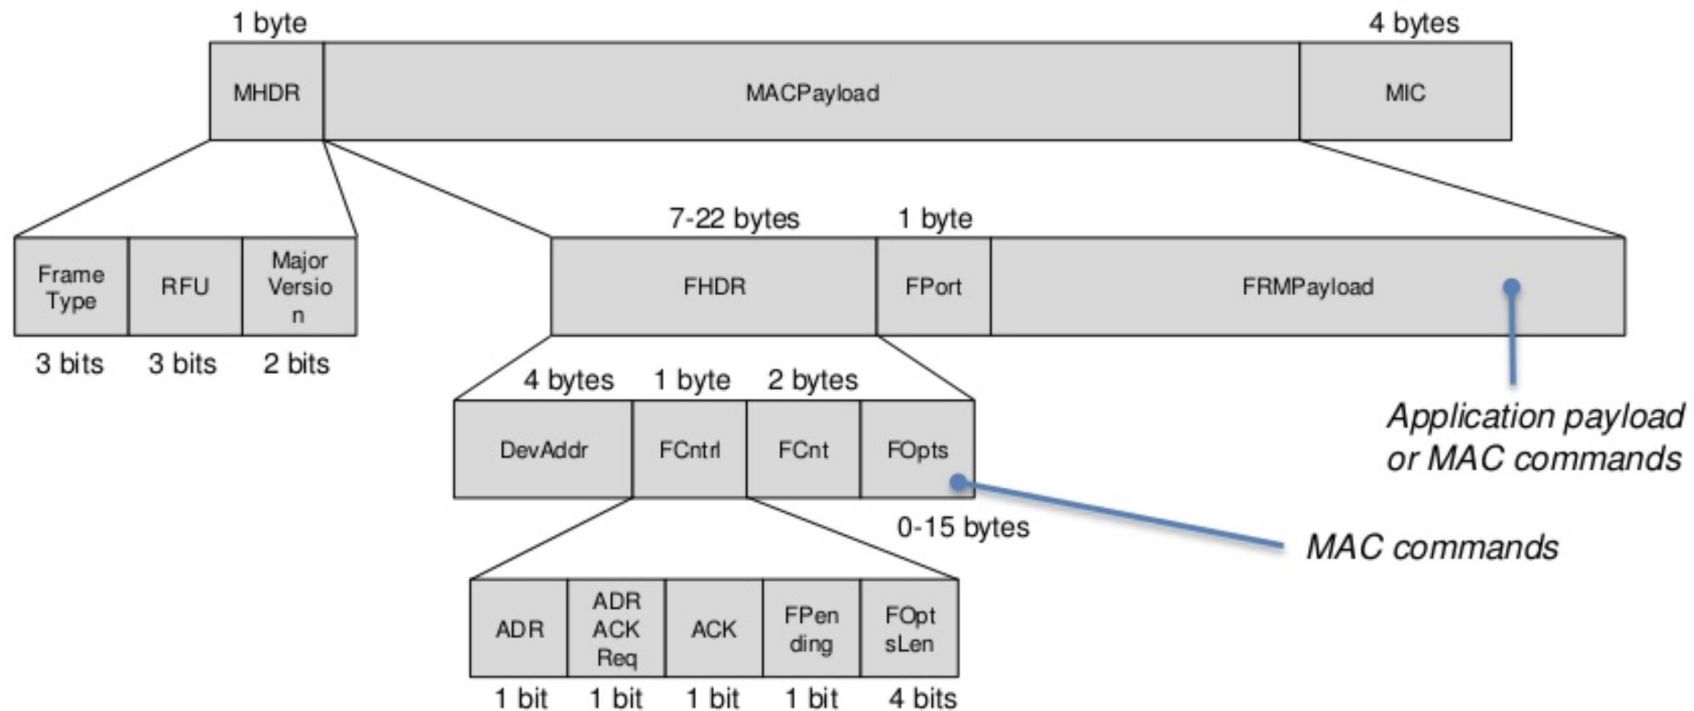 1 byte
4 bytes
MHDR
MACPayload
MIC
7-22 bytes
1 byte
Frame
Type
RFU
Major
Versio
n
FHDR
FPort
FRMPayload
3 bits
3 bits
2 bits
4 bytes
1 byte
2 bytes
DevAddr
FCntrl
FCnt
FOpts
Application payload
or MAC commands
0-15 bytes
MAC commands
ADR
ADR
ACK
Req
ACK
FPen
ding
FOpt
sLen
1 bit
1 bit
1 bit
1 bit
4 bits